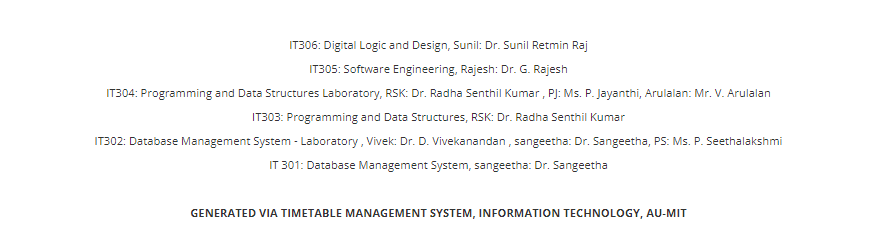 IT306: Digital Logic and Design, Sunil: Dr. Sunil Retmin Raj
IT305: Software Engineering, Rajesh: Dr. G. Rajesh
IT304: Programming and Data Structures Laboratory, RSK: Dr. Radha Senthil Kumar , PJ: Ms. P. Jayanthi, Arulalan: Mr. V. Arulalan
IT303: Programming and Data Structures, RSK: Dr. Radha Senthil Kumar
IT302: Database Management System - Laboratory , Vivek: Dr. D. Vivekanandan , sangeetha: Dr. Sangeetha, PS: Ms. P. Seethalakshmi
IT 301: Database Management System, sangeetha: Dr. Sangeetha
GENERATED VIA TIMETABLE MANAGEMENT SYSTEM, INFORMATION TECHNOLOGY, AU-MIT